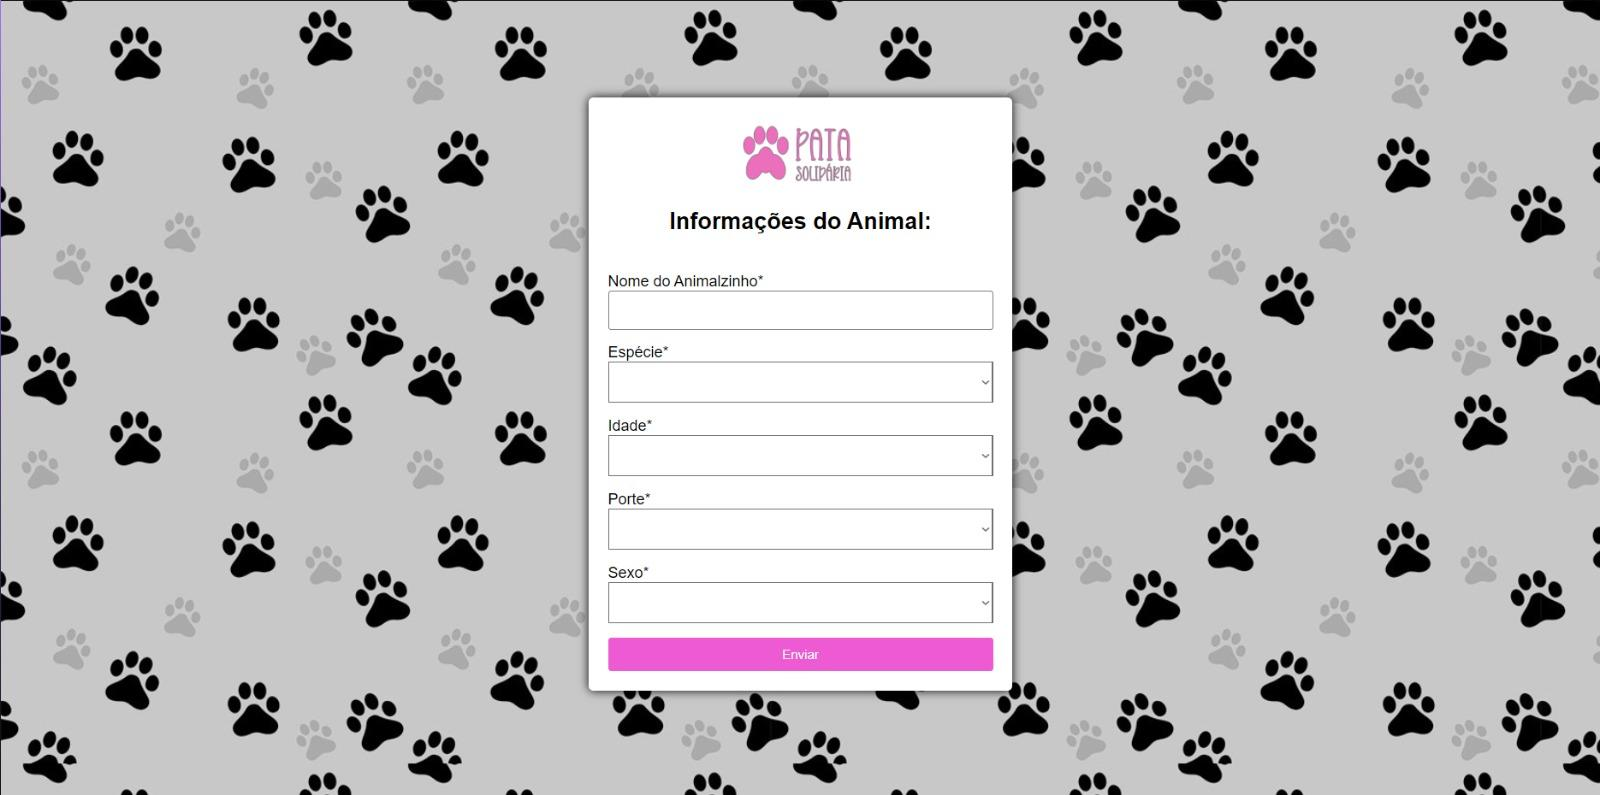 PATA
SOLIDÁRIA
Informações do Animal:
Nome do Animalzinho*
Espécie*
Idade*
Porte*
Sexo*
Enviar